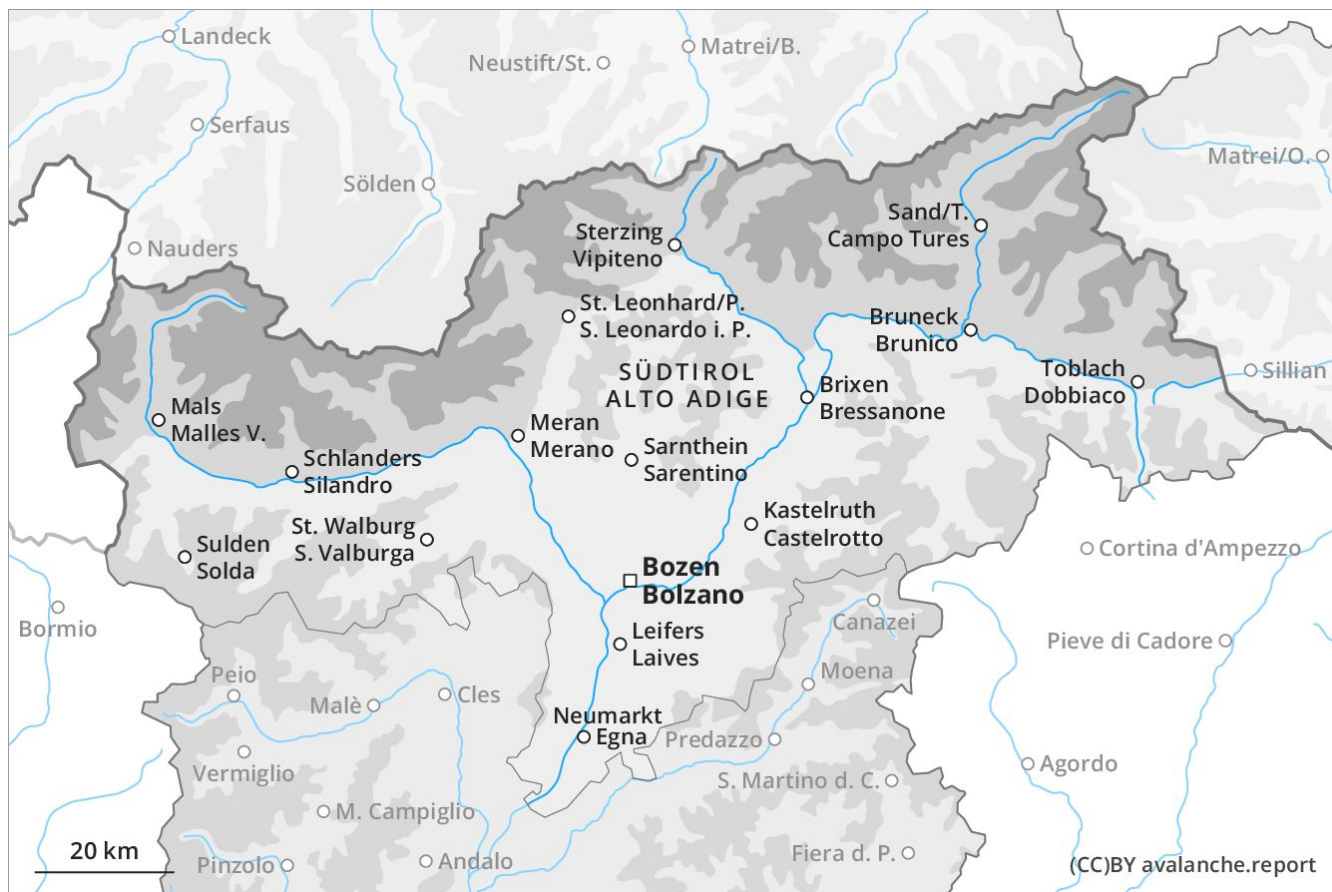 Landeck
Neustift/St.
Matrei/B.
Serfaus
Matrei/O.
Sölden
Nauders
Sand/T.
Campo Tures
Sterzing
Vipiteno
St. Leonhard/P.
S. Leonardo i. P.
Bruneck
Brunico
SÜDTIROL
ALTO ADIGE
Toblach
Dobbiaco
Sillian
Brixen
Bressanone
Mals
Malles V.
Meran
Merano
Sarnthein
Sarentino
Schlanders
Silandro
St. Walburg
S. Valburga
Kastelruth
Castelrotto
Sulden
Solda
Cortina d'Ampezzo
Bozen
Bolzano
Bormio
Canazei
Leifers
Laives
Pieve di Cadore
Peio
Moena
Malè
Cles
Neumarkt
Egna
Predazzo
Vermiglio
Agordo
S. Martino d. C.
M. Campiglio
20 km
Pinzolo
Andalo
Fiera d. P.
(CC)BY avalanche.report